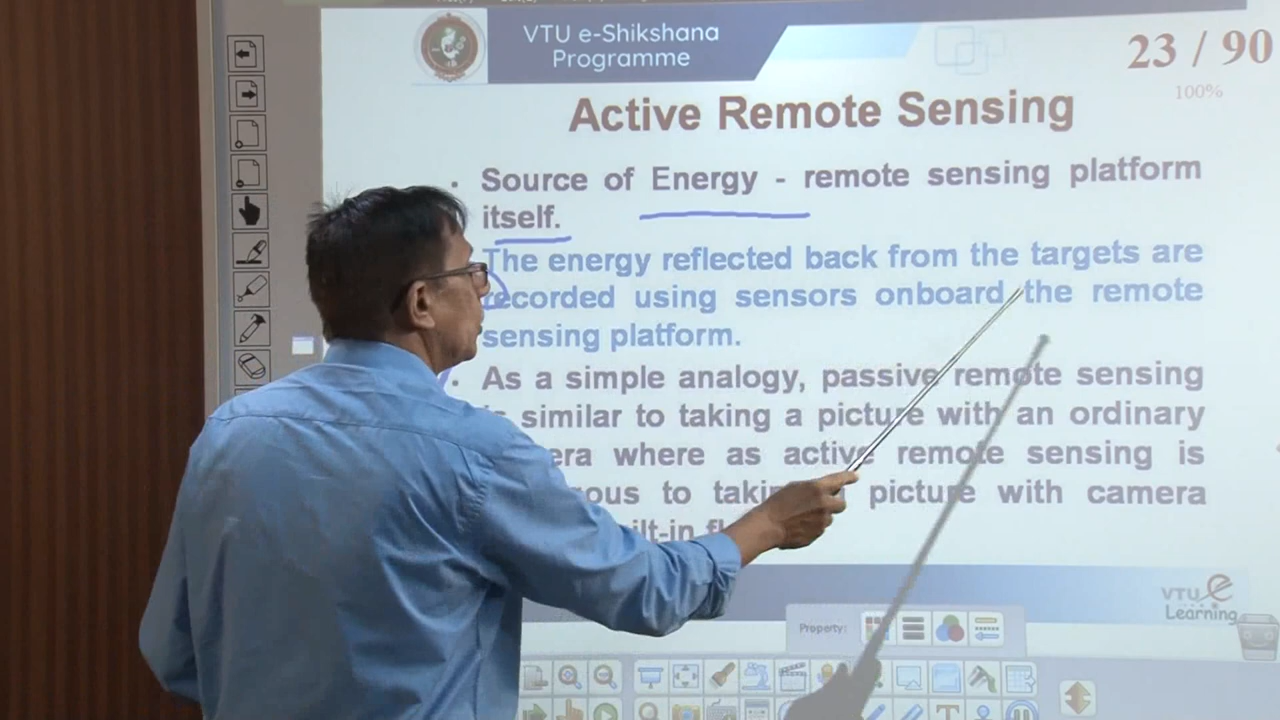 VTU e-Shikshana
Programme
23 / 90
100%
Active Remote Sensing
Source of Energy - remote sensing platform
itself.
The energy reflected back from the targets are
recorded using sensors onboard the remote
sensing platform.
As a simple analogy, passive remote sensing
similar to taking a picture with an ordinary
where as active remote sensing is
to picture with camera
VTU e
Learning
Property:
T